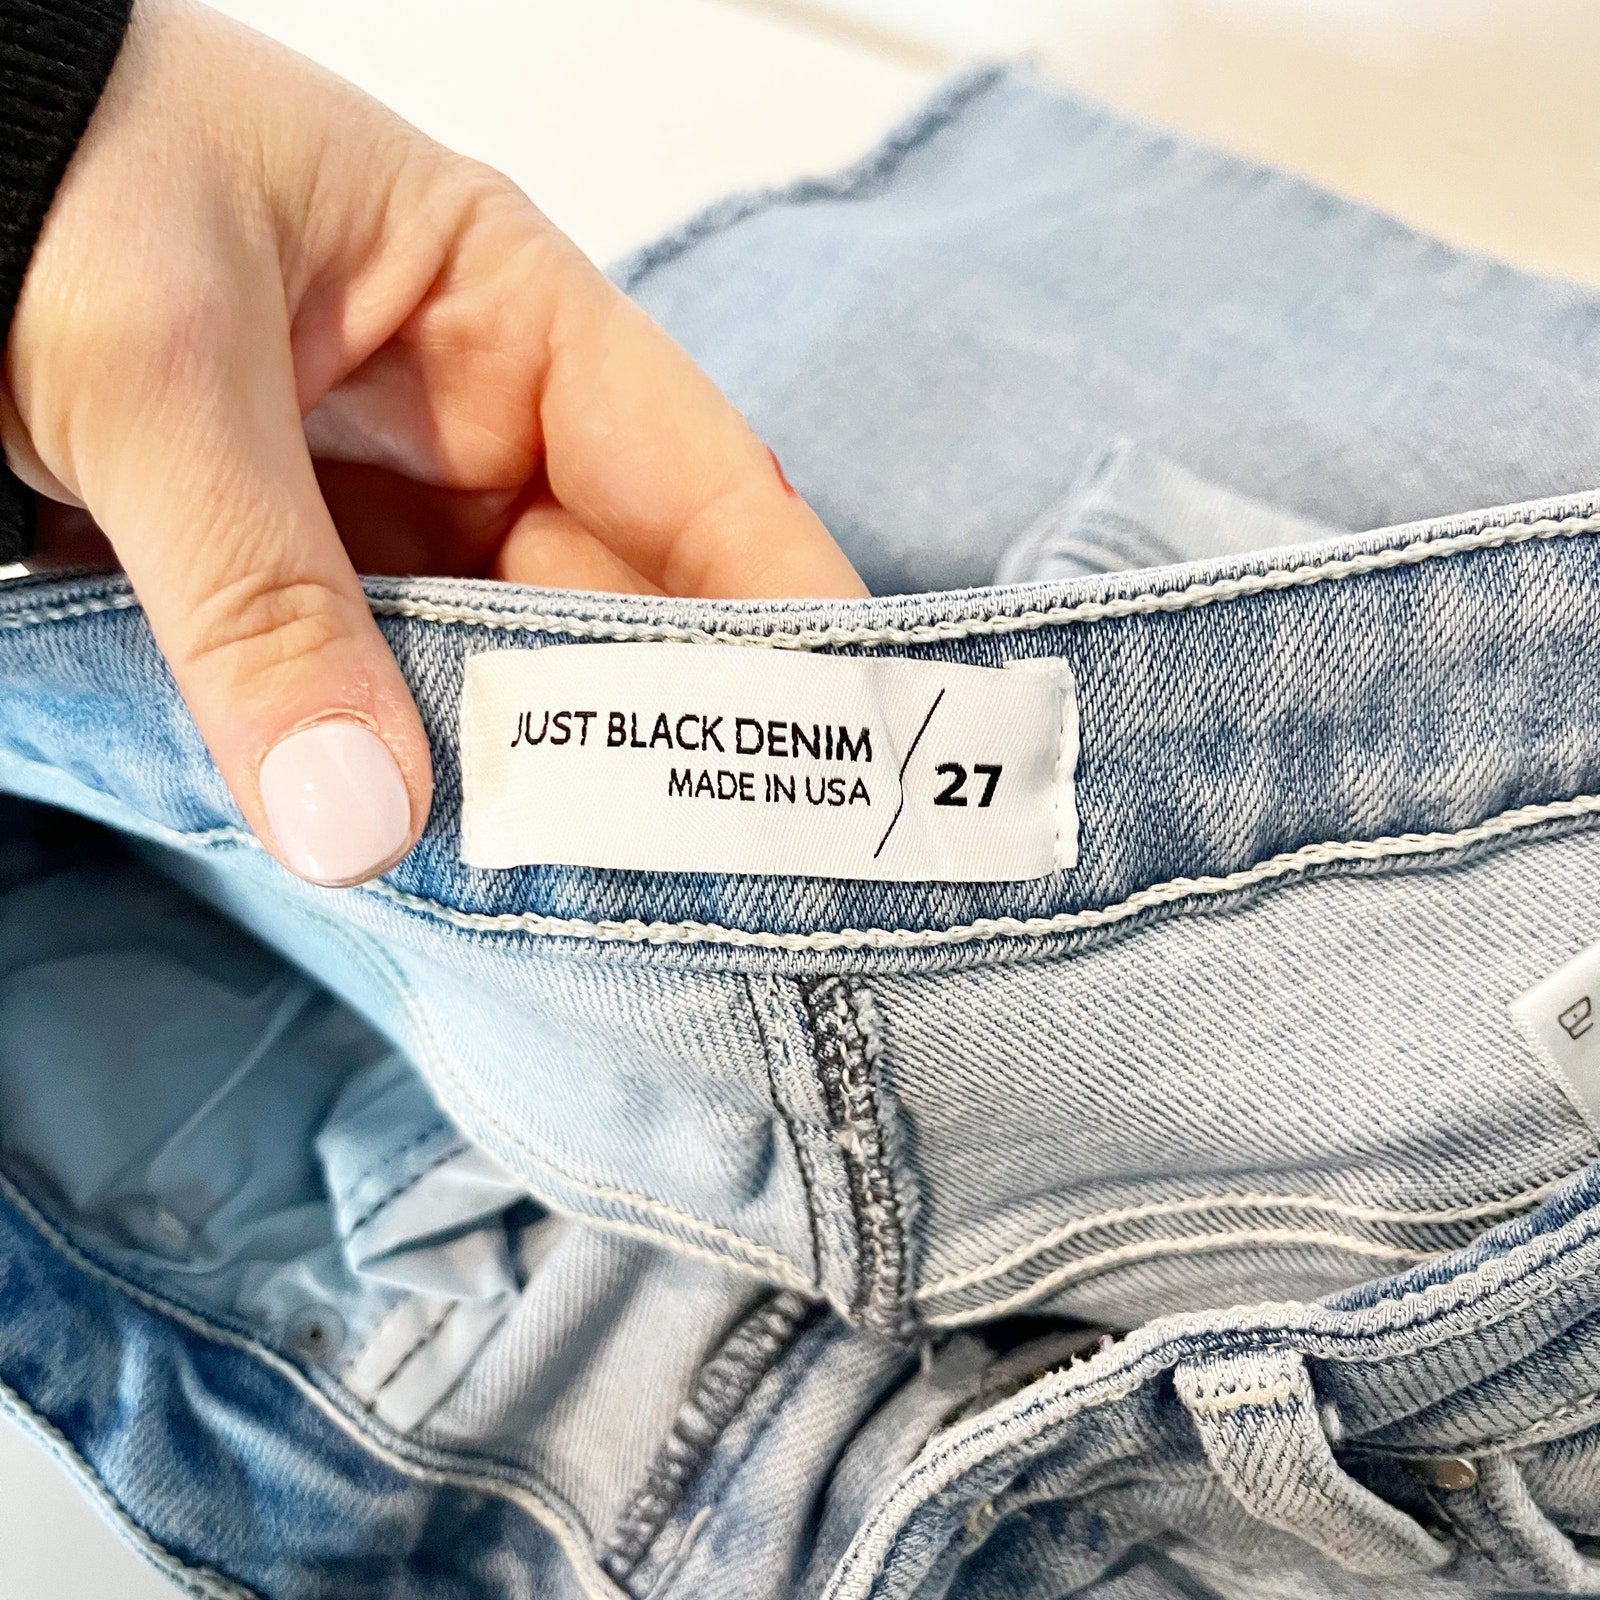 JUST BLACK DENIM
MADE IN USA
27